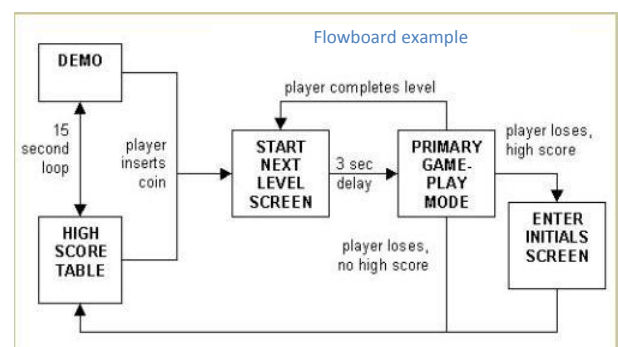 Flowboard example
DEMO
player completes level
15
second
loop
player
inserts
coin
START
NEXT
LEVEL
SCREEN
3 sec
delay
PRIMARY
GAME-
PLAY
MODE
player loses,
high score
HIGH
SCORE
TABLE
player loses,
no high score
ENTER
INITIALS
SCREEN